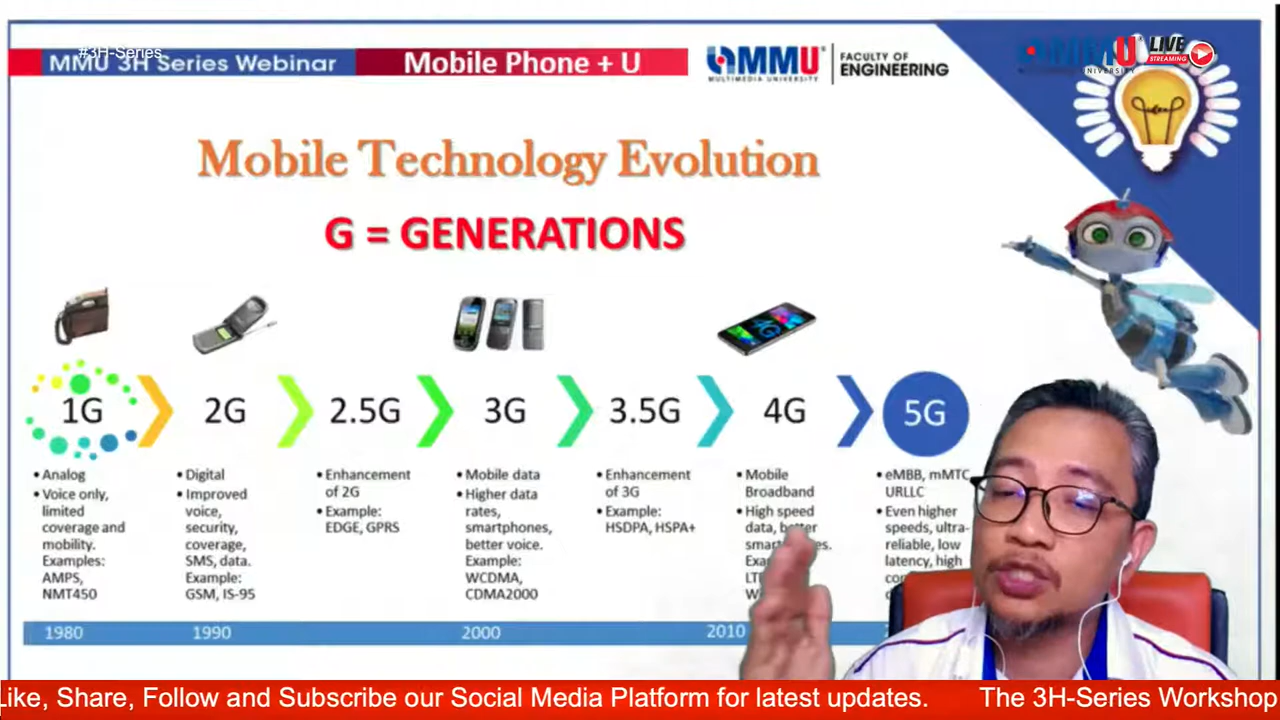 #3H-Series
MMU 3H Series Webinar
Mobile Phone + U
MMU
MULTIMEDIA UNIVERSITY
FACULTY OF
ENGINEERING
MMU
LIVE
STREAMING
Idea
Mobile Technology Evolution
G = GENERATIONS
4G
1G
2G
2.5G
3G
3.5G
4G
5G
• Analog
• Voice only,
limited
coverage and
mobility.
Examples:
AMPS,
NMT450
• Digital
• Improved
voice,
security,
coverage,
SMS, data.
Example:
GSM, IS-95
• Enhancement
of 2G
• Example:
EDGE, GPRS
• Mobile data
• Higher data
rates,
smartphones,
better voice.
Example:
WCDMA,
CDMA2000
• Enhancement
of 3G
• Example:
HSDPA, HSPA+
• Mobile
Broadband
• High speed
data, better
• eMBB, mMTC,
URLLC
• Even higher
speeds, ultra-
reliable, low
latency, high
1980
1990
2000
2010
Like, Share, Follow and Subscribe our Social Media Platform for latest updates.
The 3H-Series Workshop